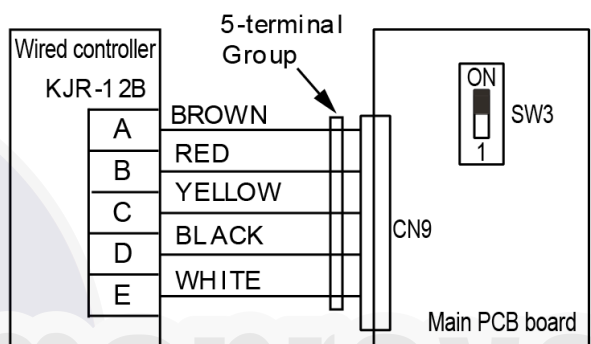 5-terminal
Group
Wired controller
KJR-12B
A
B
C
D
E
BROWN
RED
YELLOW
BLACK
WHITE
CN9
ON
1
SW3
Main PCB board